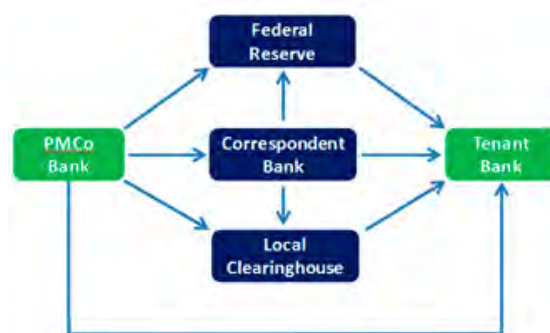 Federal
Reserve
PMCo
Bank
Correspondent
Bank
Tenant
Bank
Local
Clearinghouse